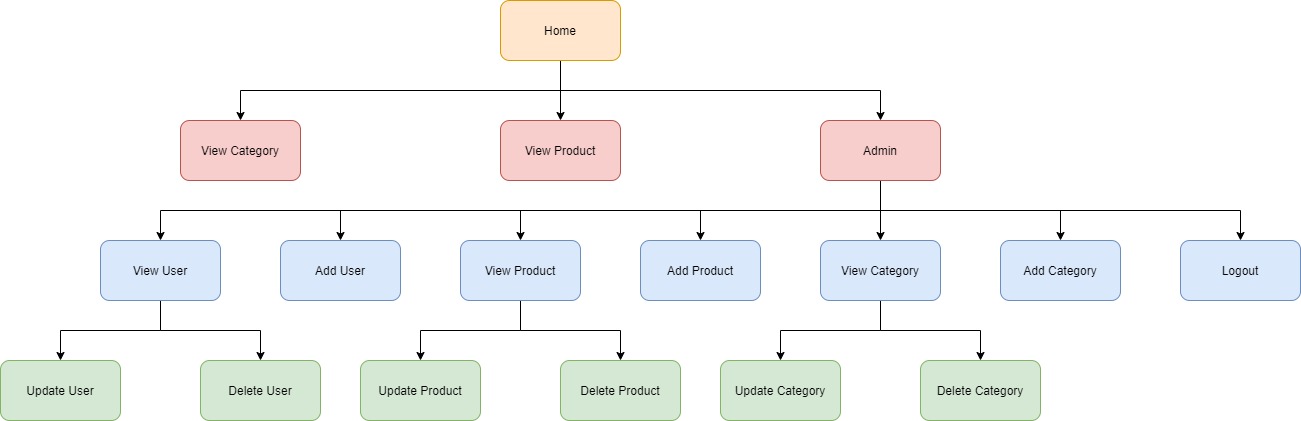 Home
View Category
View Product
Admin
View User
Add User
View Product
Add Product
View Category
Add Category
Logout
Update User
Delete User
Update Product
Delete Product
Update Category
Delete Category